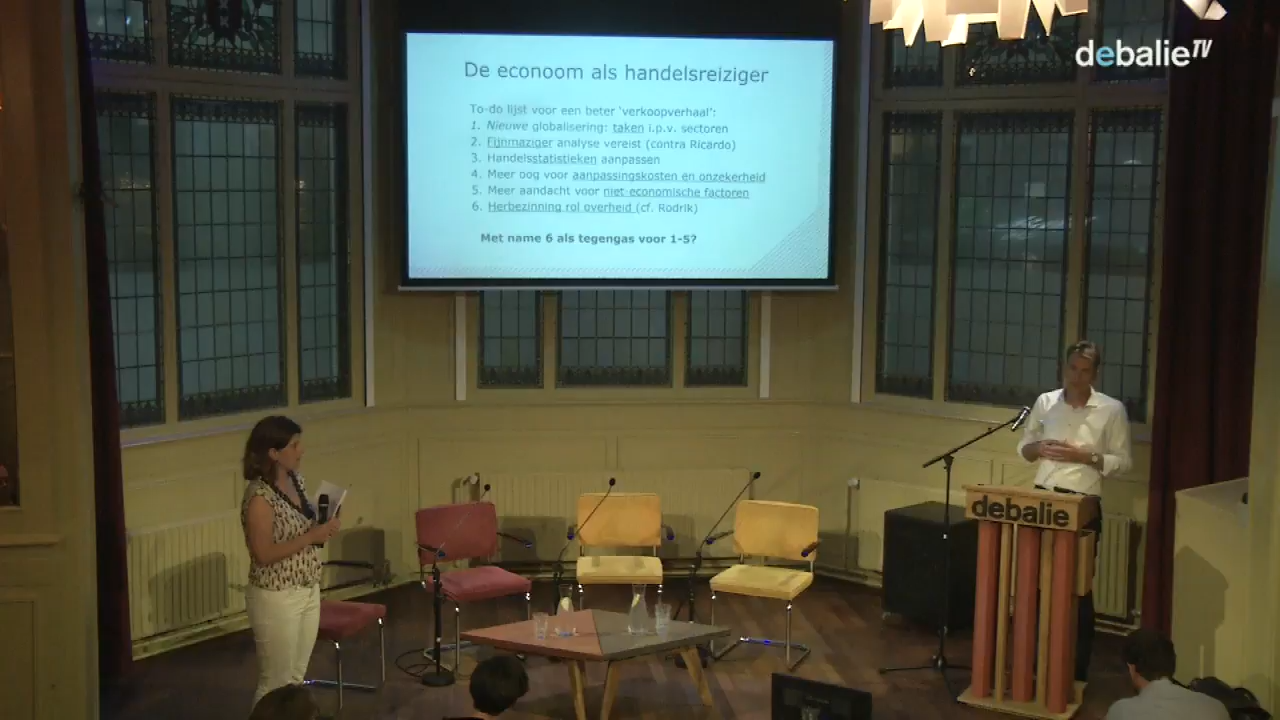 debalie TV
De econoom als handelsreiziger
To-do lijst voor een beter 'verkoopverhaal':
1. Nieuwe globalisering: taken i.p.v. sectoren
2. Fijnmaziger analyse vereist (contra Ricardo)
3. Handelsstatistieken aanpassen
4. Meer oog voor aanpassingskosten en onzekerheid
5. Meer aandacht voor niet-economische factoren
6. Herbezinning rol overheid (cf. Rodrik)
Met name 6 als tegengas voor 1-5?
debalie